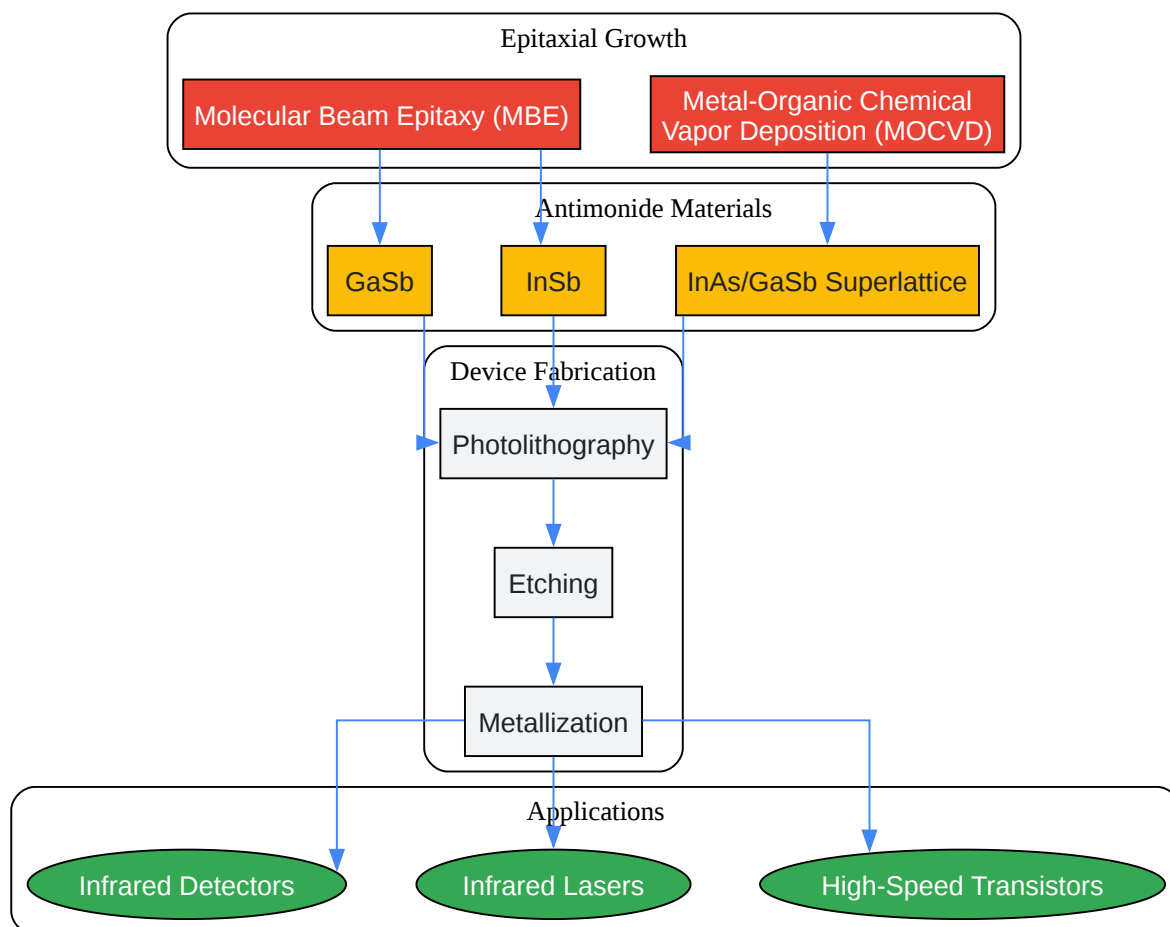 Epitaxial Growth
Molecular Beam Epitaxy (MBE)
Metal-Organic Chemical
Vapor Deposition (MOCVD)
Antimonide Materials
GaSb
InSb
InAs/GaSb Superlattice
Device Fabrication
Photolithography
Etching
Metallization
Applications
Infrared Detectors
Infrared Lasers
High-Speed Transistors